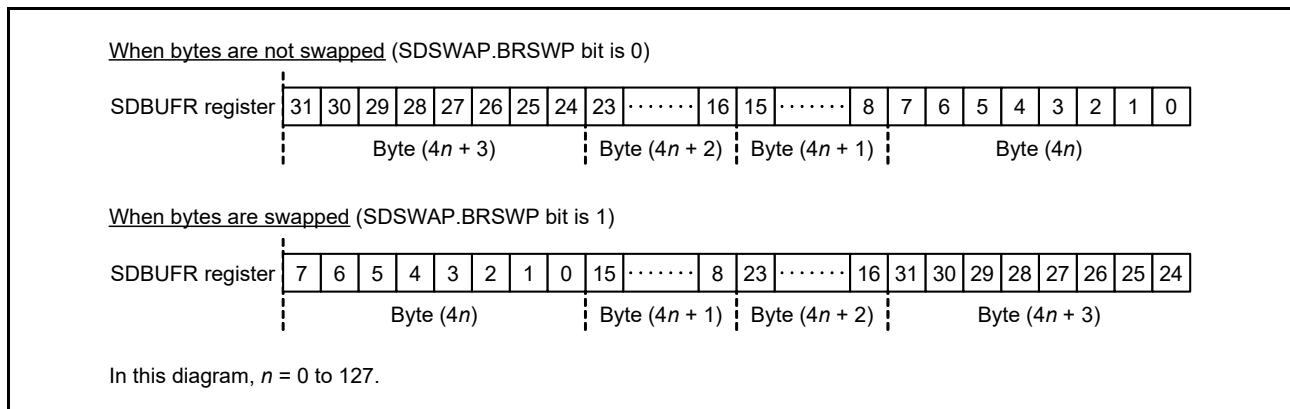 When bytes are not swapped (SDSWAP.BRSWP bit is 0)
SDBUFR register 31 30 29 28 27 26 25 24 23 ······· 16 15 ······· 8 7 6 5 4 3 2 1 0
Byte (4n + 3) Byte (4n + 2) Byte (4n + 1) Byte (4n)
When bytes are swapped (SDSWAP.BRSWP bit is 1)
SDBUFR register 7 6 5 4 3 2 1 0 15 ······· 8 23 ······· 16 31 30 29 28 27 26 25 24
Byte (4n) Byte (4n + 1) Byte (4n + 2) Byte (4n + 3)
In this diagram, n = 0 to 127.